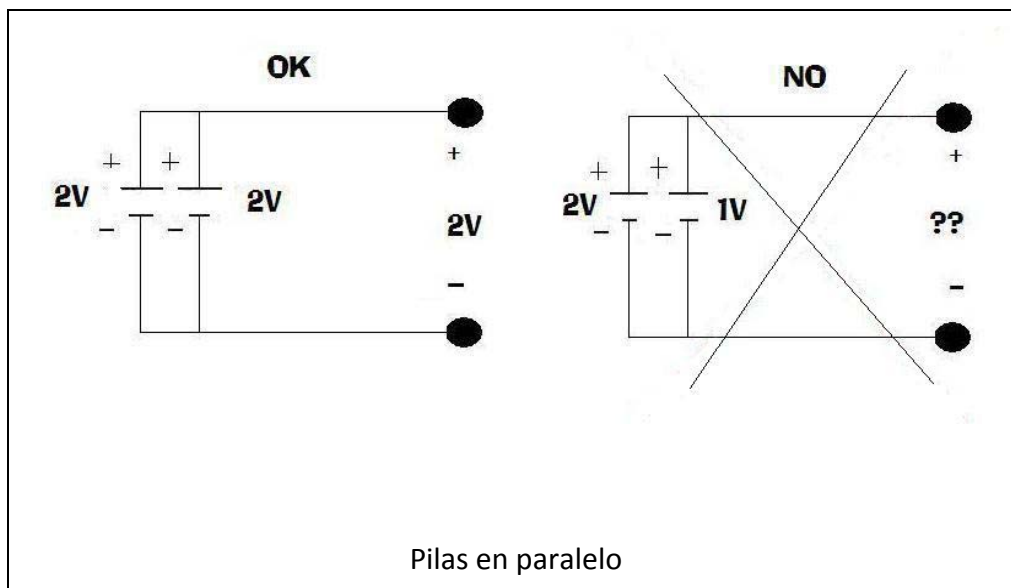 OK
+ +
2V 2V
- -
+
2V
-
NO
+ +
2V 1V
- -
+
??
-
Pilas en paralelo